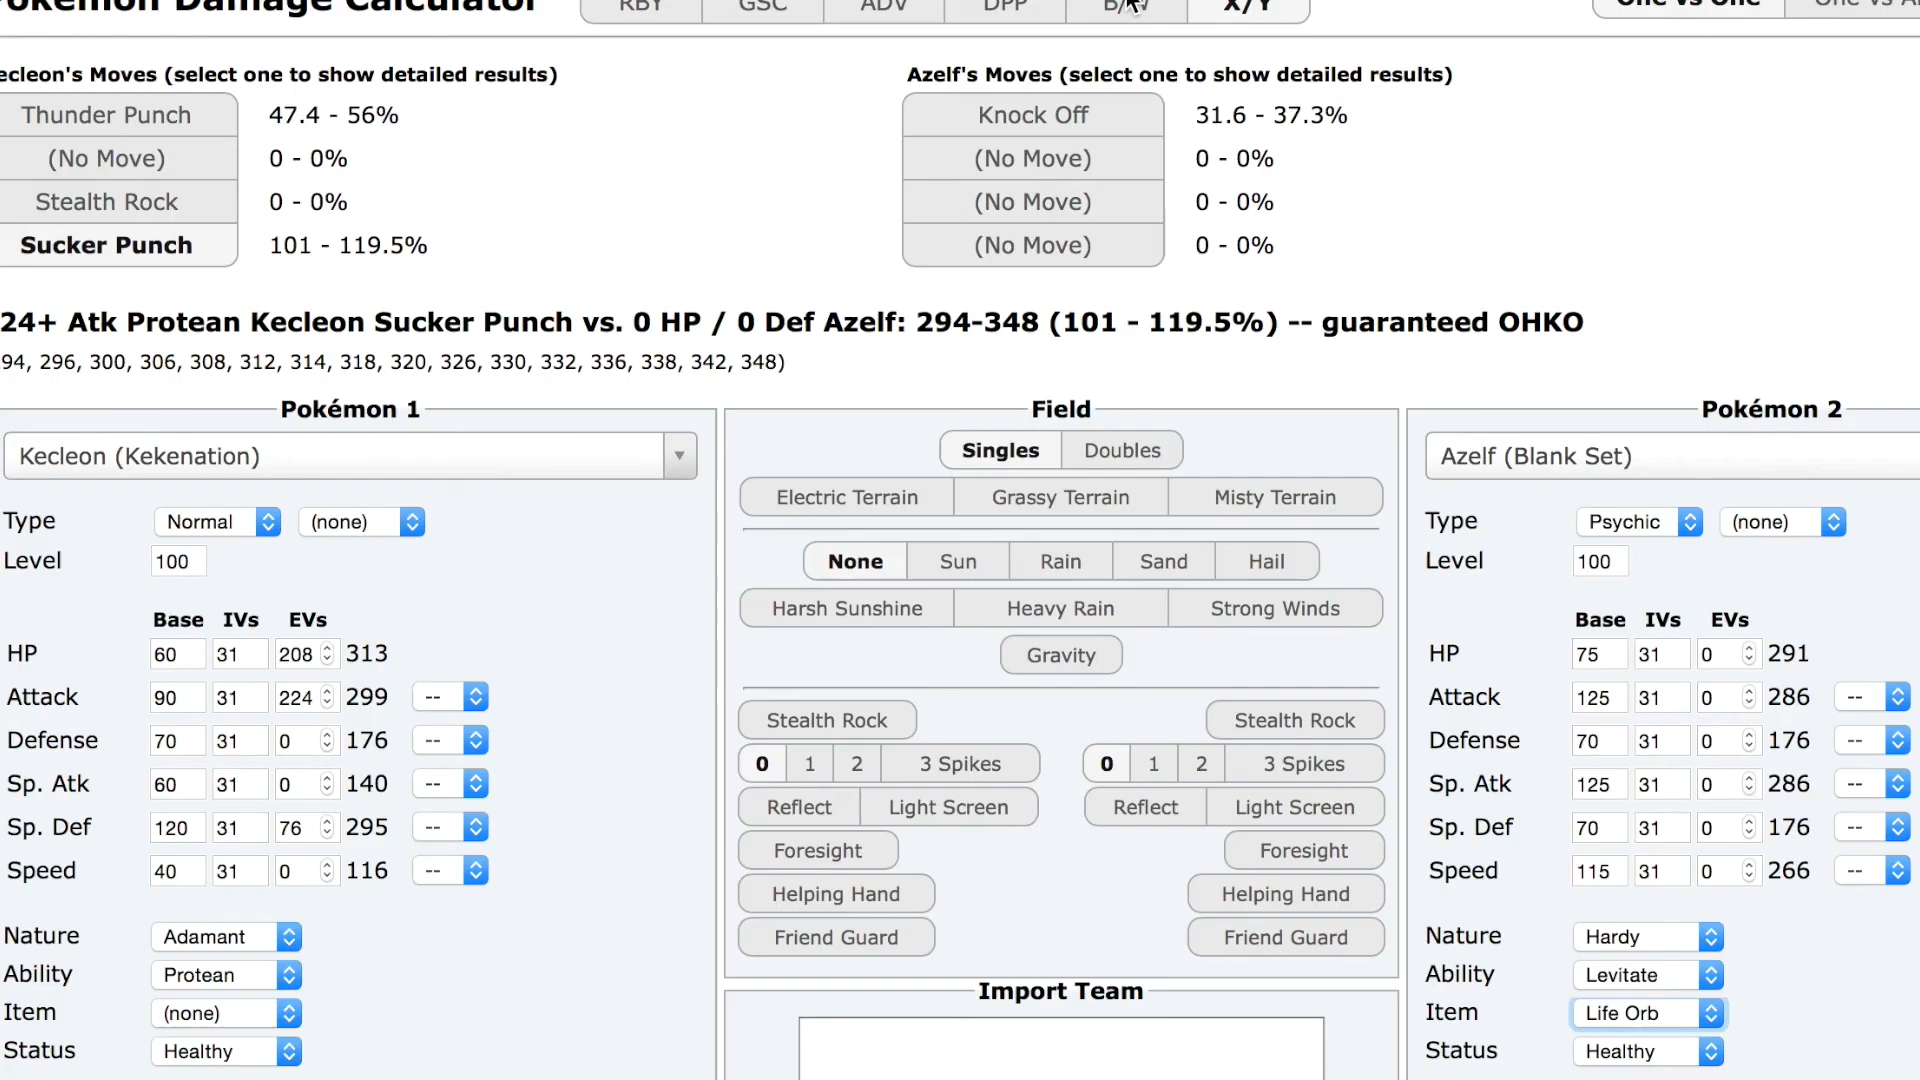 Pokémon Damage Calculator RBY GSC ADV DPP B/W X/Y One vs One One vs A
ecleon's Moves (select one to show detailed results) Azelf's Moves (select one to show detailed results)
Thunder Punch 47.4 - 56% Knock Off 31.6 - 37.3%
(No Move) 0 - 0% (No Move) 0 - 0%
Stealth Rock 0 - 0% (No Move) 0 - 0%
Sucker Punch 101 - 119.5% (No Move) 0 - 0%
24+ Atk Protean Kecleon Sucker Punch vs. 0 HP / 0 Def Azelf: 294-348 (101 - 119.5%) -- guaranteed OHKO
94, 296, 300, 306, 308, 312, 314, 318, 320, 326, 330, 332, 336, 338, 342, 348)
Pokémon 1 Field Pokémon 2
Kecleon (Kekenation) Singles Doubles Azelf (Blank Set)
Electric Terrain Grassy Terrain Misty Terrain
Type Normal (none) Type Psychic (none)
Level 100 None Sun Rain Sand Hail Level 100
Harsh Sunshine Heavy Rain Strong Winds
Base IVs EVs Base IVs EVs
HP 60 31 208 313 Gravity HP 75 31 0 291
Attack 90 31 224 299 -- Attack 125 31 0 286 --
Stealth Rock Stealth Rock
Defense 70 31 0 176 -- 0 1 2 3 Spikes 0 1 2 3 Spikes Defense 70 31 0 176 --
Sp. Atk 60 31 0 140 -- Reflect Light Screen Reflect Light Screen Sp. Atk 125 31 0 286 --
Sp. Def 120 31 76 295 -- Foresight Foresight Sp. Def 70 31 0 176 --
Speed 40 31 0 116 -- Helping Hand Helping Hand Speed 115 31 0 266 --
Nature Adamant Friend Guard Friend Guard Nature Hardy
Ability Protean Ability Levitate
Import Team
Item (none) Item Life Orb
Status Healthy Status Healthy